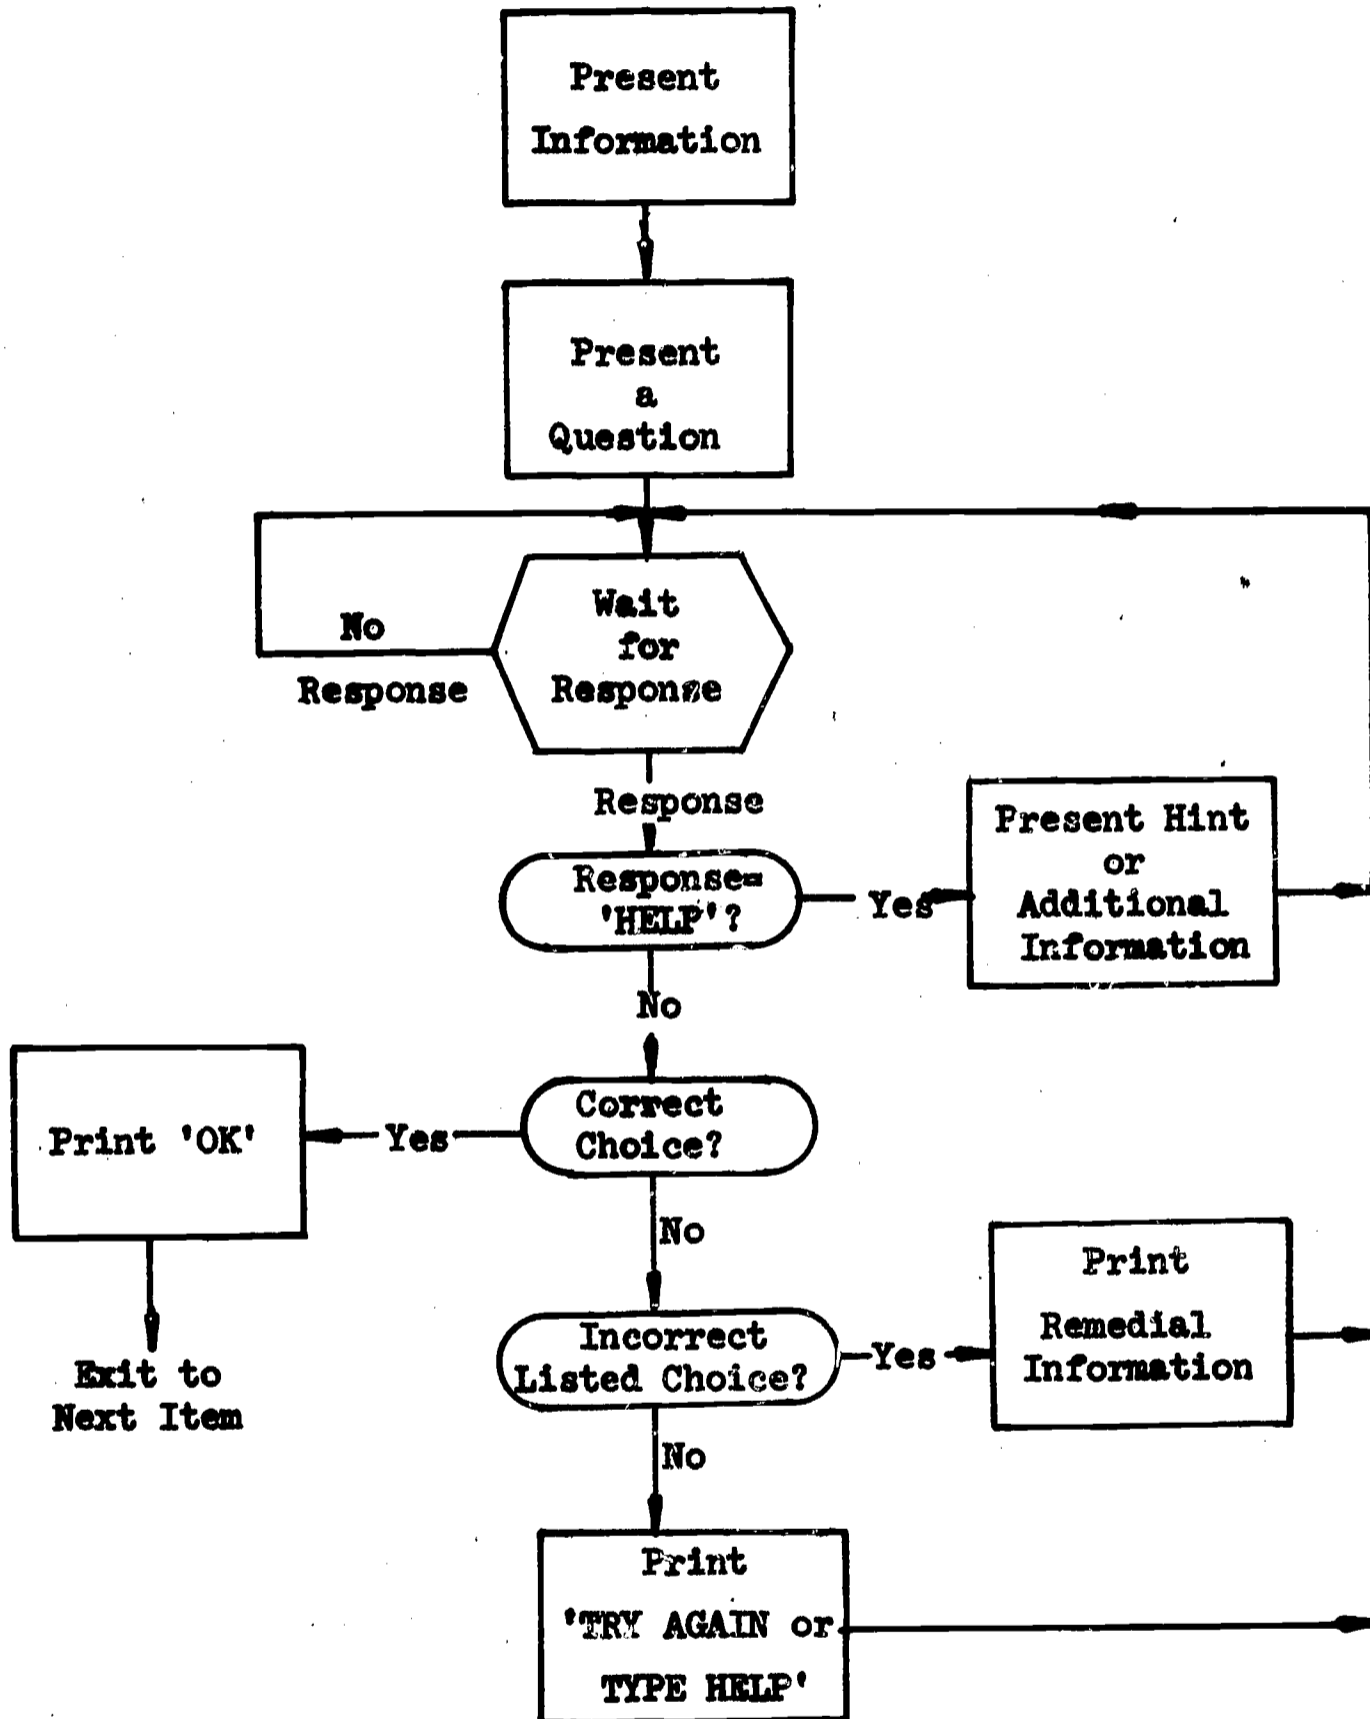 Present
Information
Present
a
Question
Wait
for
Response
No
Response
Response
Response=
'HELP'?
Yes
Present Hint
or
Additional
Information
No
Correct
Choice?
Yes
Print 'OK'
Exit to
Next Item
No
Incorrect
Listed Choice?
Yes
Print
Remedial
Information
No
Print
'TRY AGAIN or
TYPE HELP'